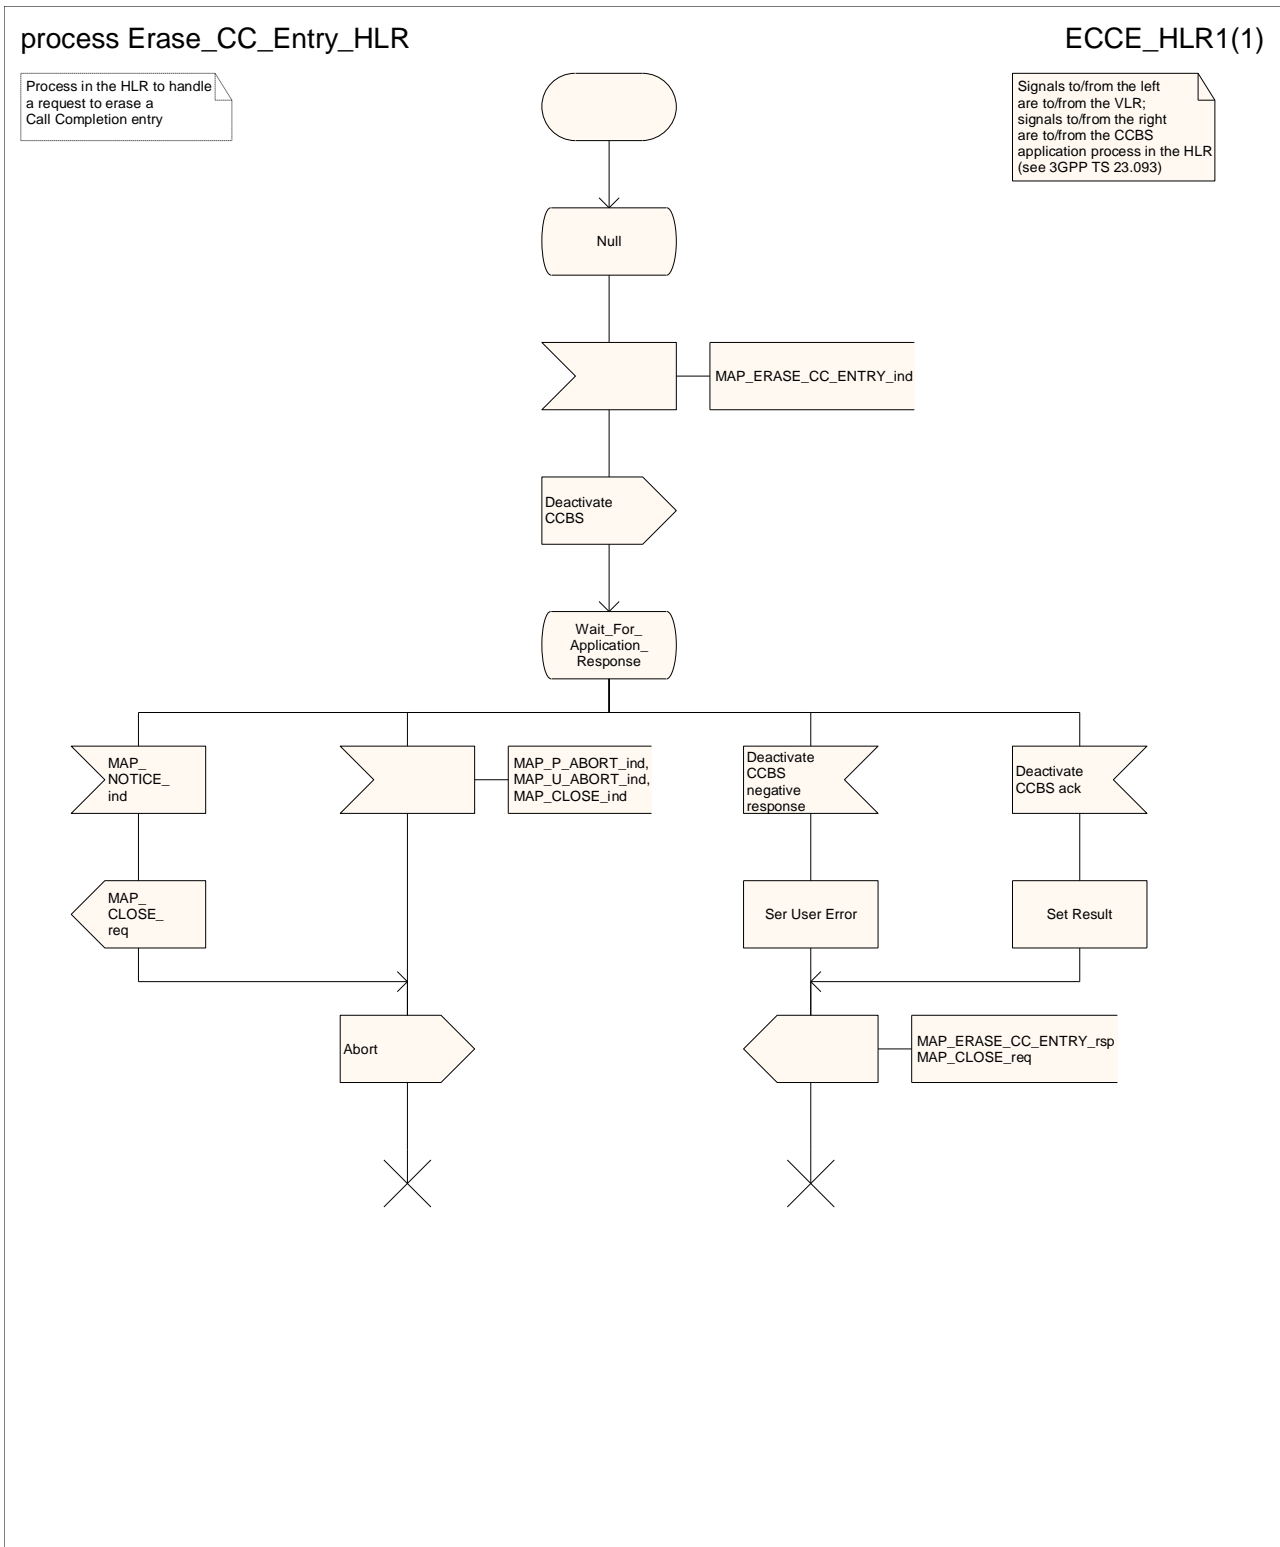 process Erase_CC_Entry_HLR
ECCE_HLR1(1)
Process in the HLR to handle
a request to erase a
Call Completion entry
Signals to/from the left
are to/from the VLR;
signals to/from the right
are to/from the CCBS
application process in the HLR
(see 3GPP TS 23.093)
Null
MAP_ERASE_CC_ENTRY_ind
Deactivate
CCBS
Wait_For_
Application_
Response
MAP_
NOTICE_
ind
MAP_P_ABORT_ind,
MAP_U_ABORT_ind,
MAP_CLOSE_ind
Deactivate
CCBS
negative
response
Deactivate
CCBS ack
MAP_
CLOSE_
req
Ser User Error
Set Result
Abort
MAP_ERASE_CC_ENTRY_rsp
MAP_CLOSE_req